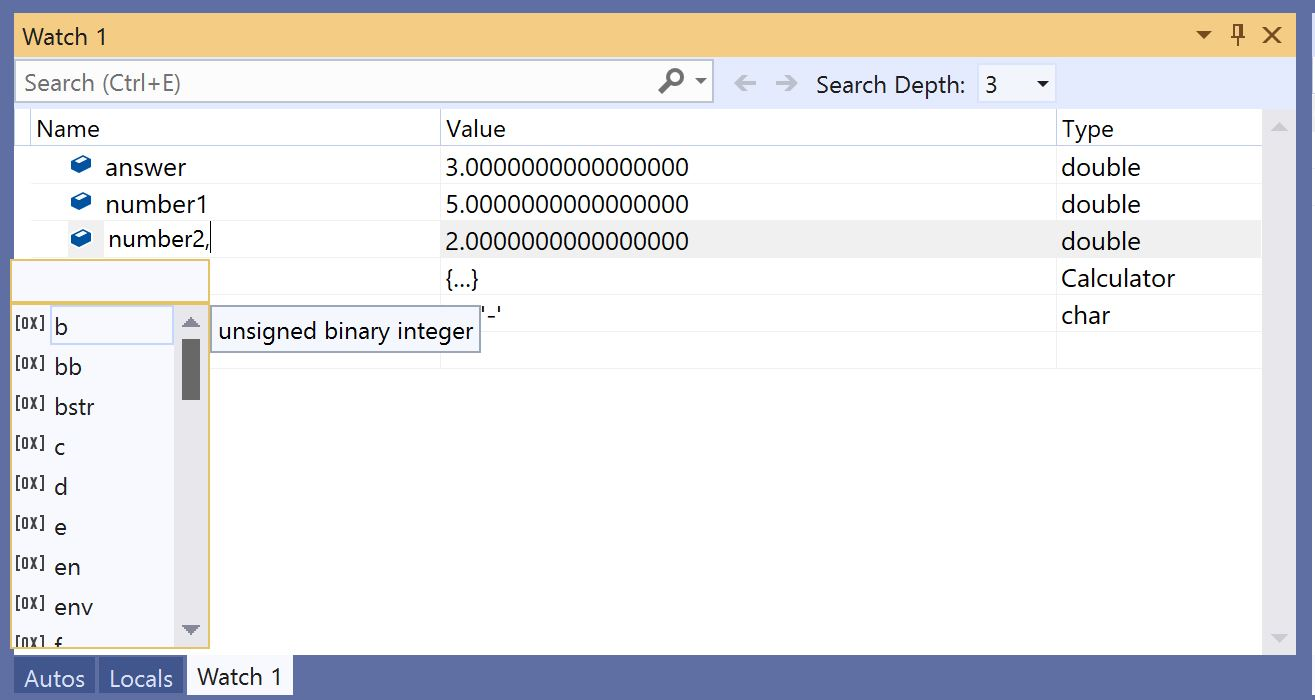 Watch 1
Search (Ctrl+E)
Search Depth: 3
Name Value Type
answer 3.0000000000000000 double
number1 5.0000000000000000 double
number2, 2.0000000000000000 double
{...} Calculator
'-' char
[0X] b unsigned binary integer
[0X] bb
[0X] bstr
[0X] c
[0X] d
[0X] e
[0X] en
[0X] env
[0X] f
Autos Locals Watch 1